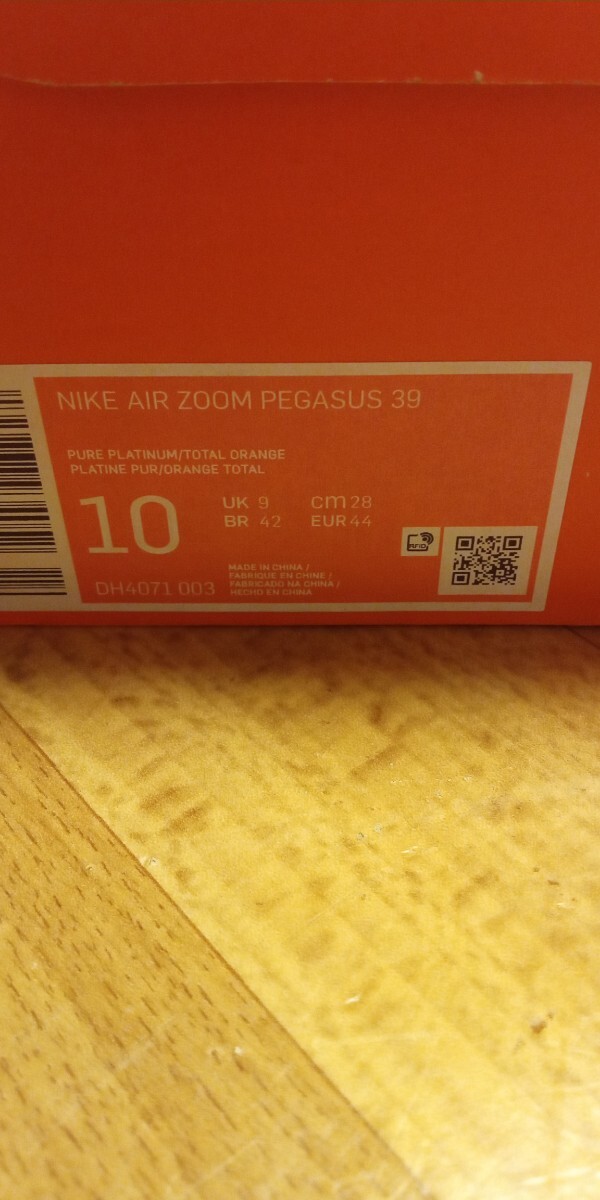 NIKE AIR ZOOM PEGASUS 39
PURE PLATINUM/TOTAL ORANGE
PLATINE PUR/ORANGE TOTAL
10
UK 9 cm 28
BR 42 EUR 44
RFID
DH4071 003
MADE IN CHINA /
FABRIQUE EN CHINE /
FABRICADO NA CHINA /
HECHO EN CHINA